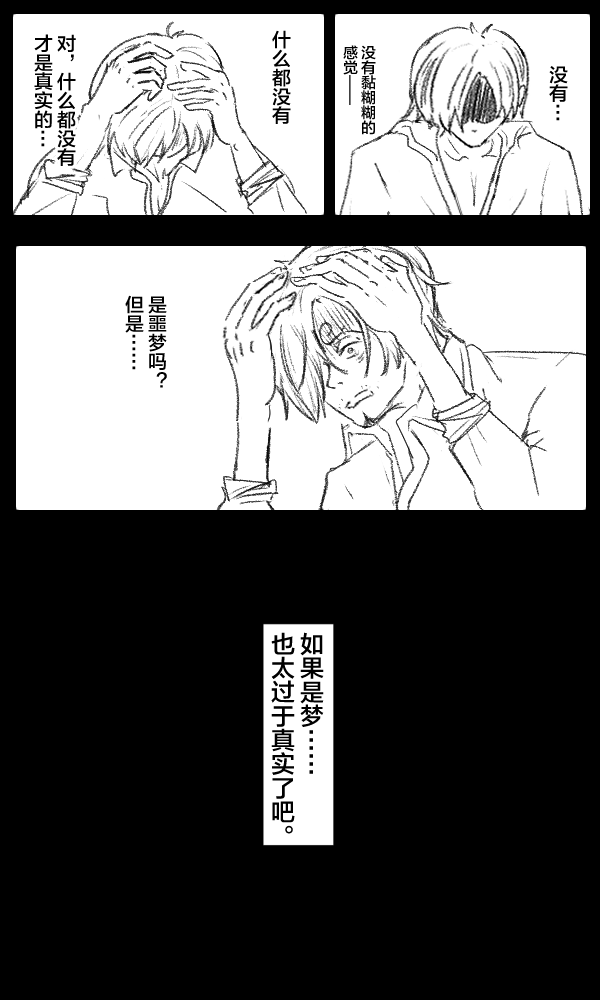 没有…
没有黏糊糊的
感觉——
什么都没有
对，什么都没有
才是真实的…
是噩梦吗？
但是……
如果是梦……
也太过于真实了吧。